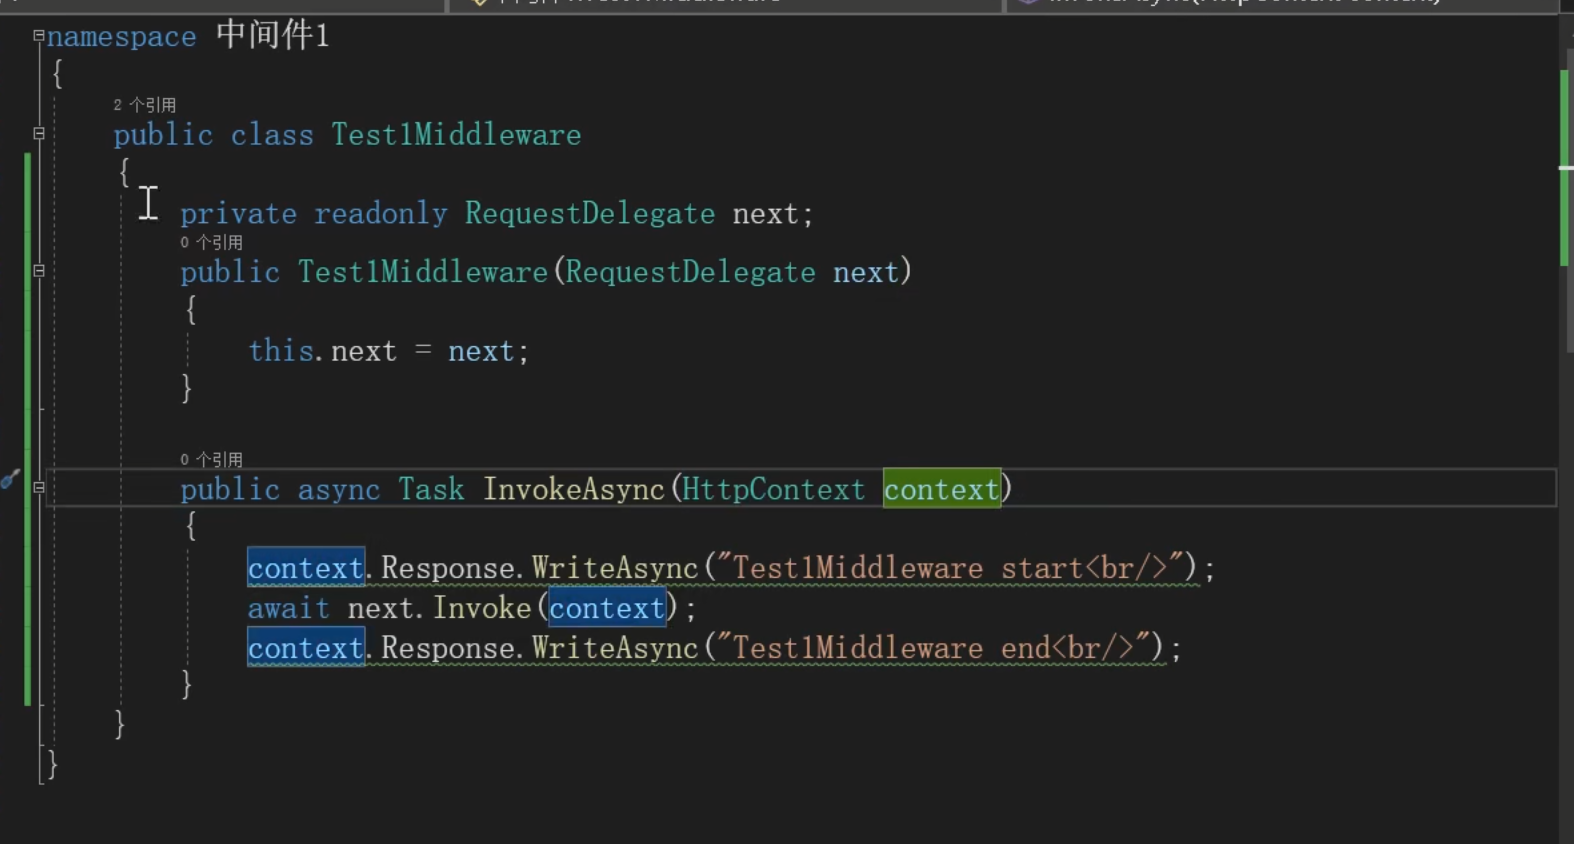 namespace 中间件1
{
2 个引用
public class Test1Middleware
{
private readonly RequestDelegate next;
0 个引用
public Test1Middleware(RequestDelegate next)
{
this.next = next;
}
0 个引用
public async Task InvokeAsync(HttpContext context)
{
context.Response.WriteAsync("Test1Middleware start<br/>");
await next.Invoke(context);
context.Response.WriteAsync("Test1Middleware end<br/>");
}
}
}